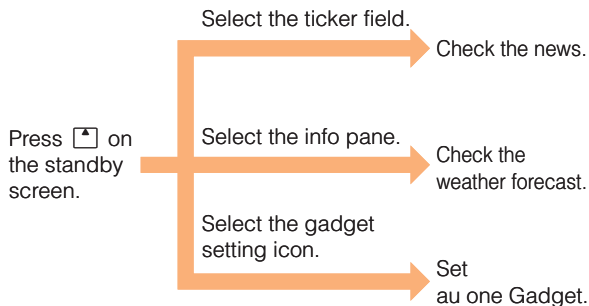 Select the ticker field.
Check the news.
Press on
the standby
screen.
Select the info pane.
Check the
weather forecast.
Select the gadget
setting icon.
Set
au one Gadget.